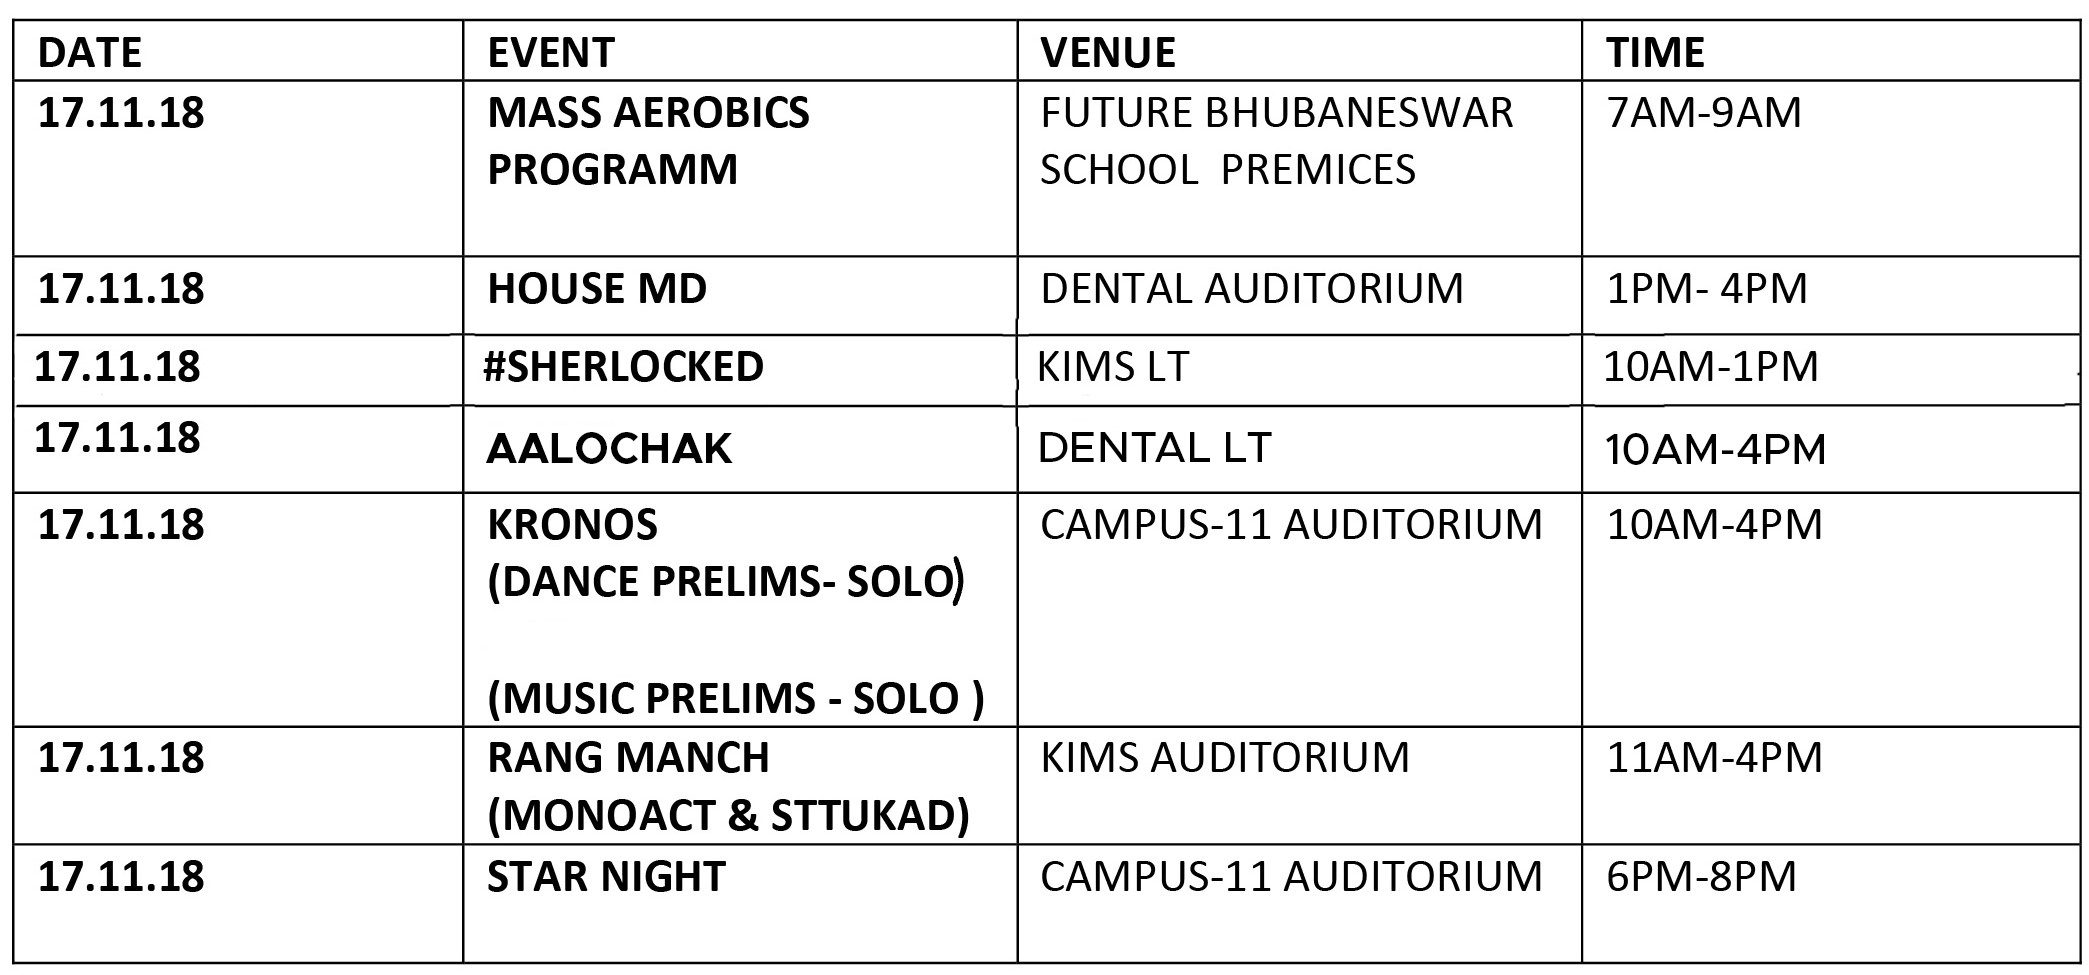 DATE EVENT VENUE TIME
17.11.18 MASS AEROBICS FUTURE BHUBANESWAR 7AM-9AM
PROGRAMM SCHOOL PREMICES
17.11.18 HOUSE MD DENTAL AUDITORIUM 1PM- 4PM
17.11.18 #SHERLOCKED KIMS LT 10AM-1PM
17.11.18 AALOCHAK DENTAL LT 10AM-4PM
17.11.18 KRONOS CAMPUS-11 AUDITORIUM 10AM-4PM
(DANCE PRELIMS- SOLO)
(MUSIC PRELIMS - SOLO )
17.11.18 RANG MANCH KIMS AUDITORIUM 11AM-4PM
(MONOACT & STTUKAD)
17.11.18 STAR NIGHT CAMPUS-11 AUDITORIUM 6PM-8PM